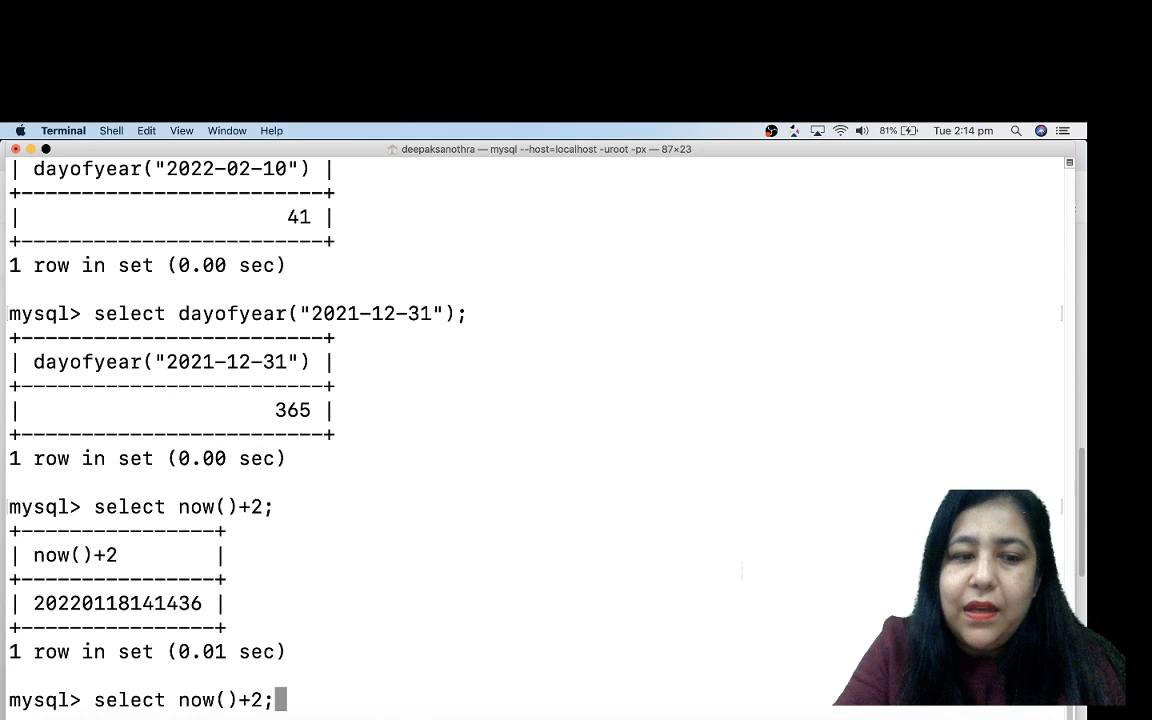 Terminal Shell Edit View Window Help 81% Tue 2:14 pm
deepaksanothra — mysql --host=localhost -uroot -px — 87×23
| dayofyear("2022-02-10") |
+-------------------------+
| 41 |
+-------------------------+
1 row in set (0.00 sec)
mysql> select dayofyear("2021-12-31");
+-------------------------+
| dayofyear("2021-12-31") |
+-------------------------+
| 365 |
+-------------------------+
1 row in set (0.00 sec)
mysql> select now()+2;
+----------------+
| now()+2 |
+----------------+
| 20220118141436 |
+----------------+
1 row in set (0.01 sec)
mysql> select now()+2;